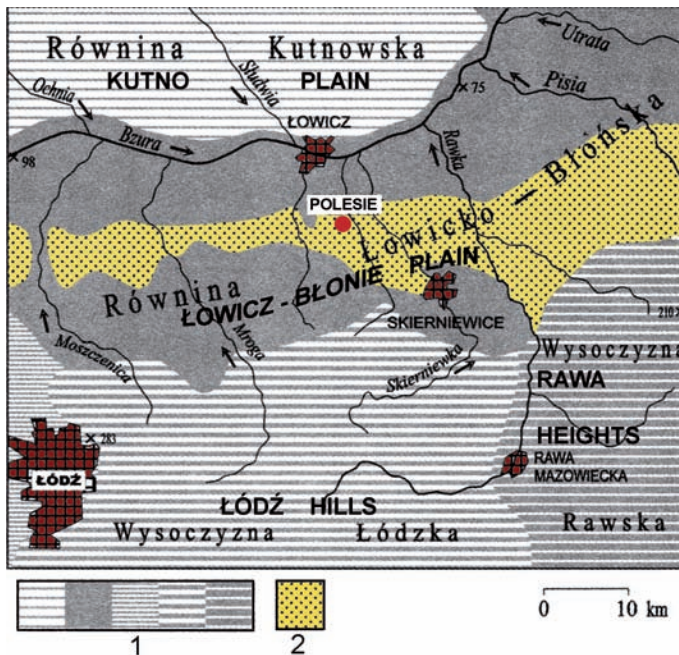 Równina Kutnowska
KUTNO PLAIN
Utrata
Pisia
Ochnia
Słudwia
× 75
ŁOWICZ
Bzura
Rawka
× 98
POLESIE
Łowicko – Błońska
Równina
ŁOWICZ - BŁONIE PLAIN
SKIERNIEWICE
210 ×
Moszczenica
Mroga
Skierniewka
Wysoczyzna
RAWA
HEIGHTS
× 283
ŁÓDŹ
RAWA
MAZOWIECKA
ŁÓDŹ HILLS
Wysoczyzna Łódzka
Rawska
1
2
0 10 km